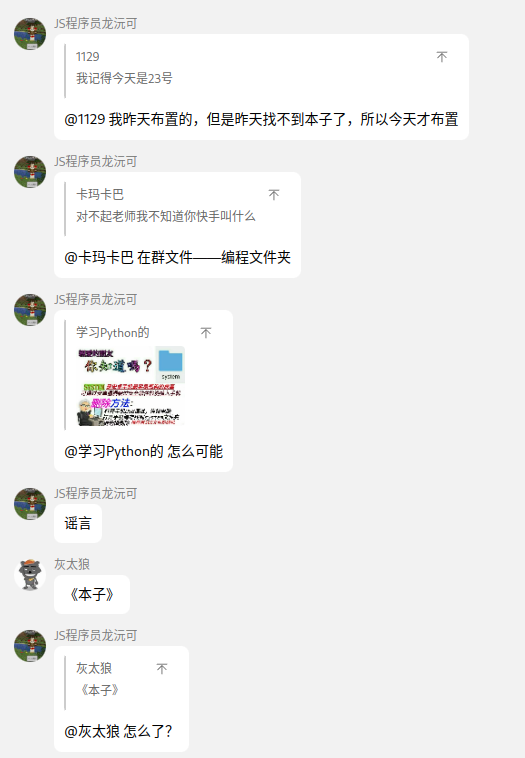 JS程序员龙沅可
1129
我记得今天是23号
@1129 我昨天布置的，但是昨天找不到本子了，所以今天才布置
JS程序员龙沅可
卡玛卡巴
对不起老师我不知道你快手叫什么
@卡玛卡巴 在群文件——编程文件夹
JS程序员龙沅可
学习Python的
你知道吗？
system
删除方法：
@学习Python的 怎么可能
JS程序员龙沅可
谣言
灰太狼
《本子》
JS程序员龙沅可
灰太狼
《本子》
@灰太狼 怎么了?